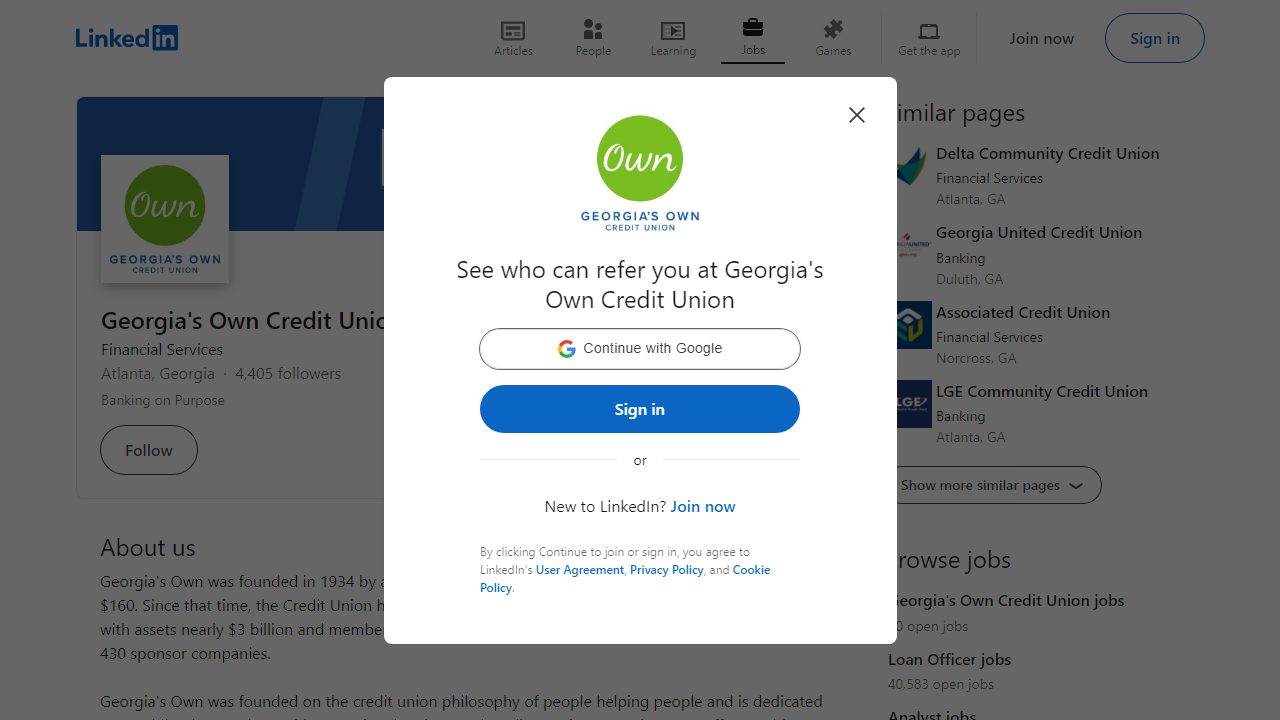 LinkedIn
Articles
People
Learning
Jobs
Games
Get the app
Join now
Sign in
Own
GEORGIA'S OWN
CREDIT UNION
Georgia's Own Credit
Financial Services
Atlanta, Georgia · 4,405 followers
Banking on Purpose
Follow
About us
Georgia's Own was founded in 1934 by
$160. Since that time, the Credit Union
with assets nearly $3 billion and
430 sponsor companies.
Georgia's Own was founded on the credit union philosophy of people helping people and is dedicated
Own
GEORGIA'S OWN
CREDIT UNION
See who can refer you at Georgia's
Own Credit Union
Continue with Google
Sign in
or
New to LinkedIn? Join now
By clicking Continue to join or sign in, you agree to
LinkedIn's User Agreement, Privacy Policy, and Cookie
Policy.
pages
Delta Community Credit Union
Financial Services
Atlanta, GA
Georgia United Credit Union
Banking
Duluth, GA
Associated Credit Union
Financial Services
Norcross, GA
LGE
LGE Community Credit Union
Banking
Atlanta, GA
Show more similar pages
jobs
Georgia's Own Credit Union jobs
open jobs
Loan Officer jobs
40,583 open jobs
Analyst jobs